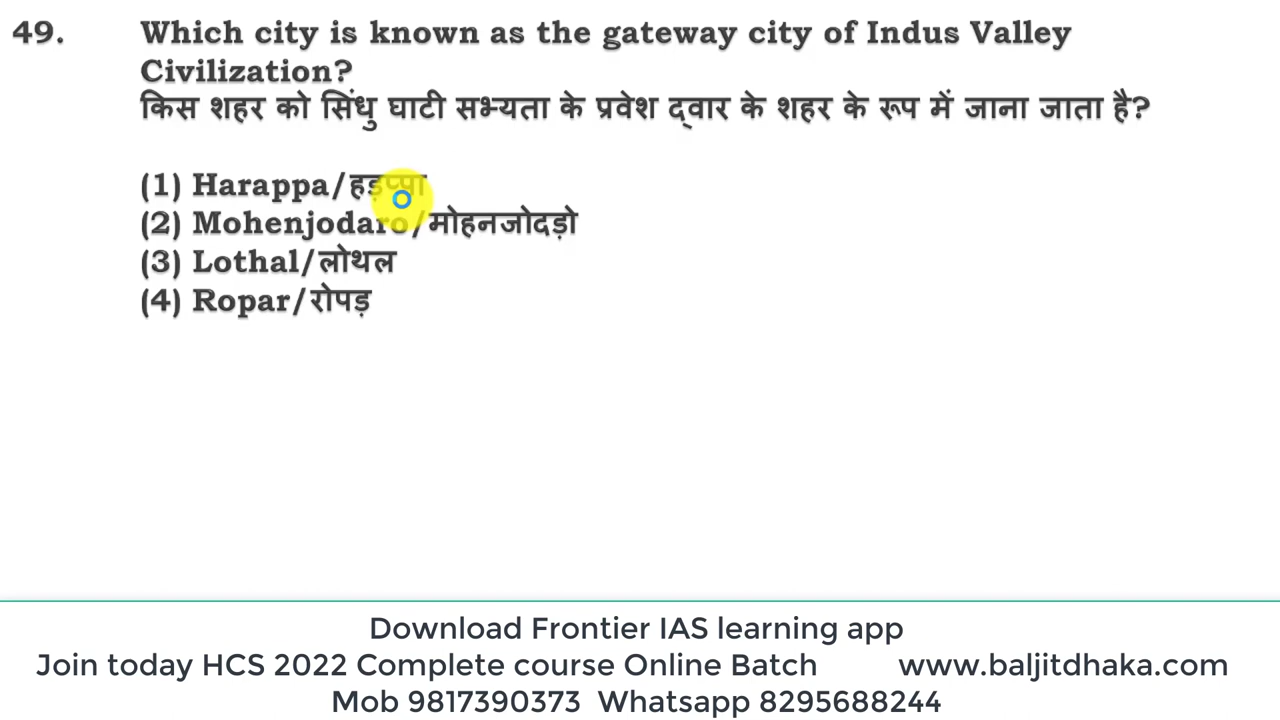 49. Which city is known as the gateway city of Indus Valley
Civilization?
किस शहर को सिंधु घाटी सभ्यता के प्रवेश द्वार के शहर के रूप में जाना जाता है?
(1) Harappa/हड़प्पा
(2) Mohenjodaro/मोहनजोदड़ो
(3) Lothal/लोथल
(4) Ropar/रोपड़
Download Frontier IAS learning app
Join today HCS 2022 Complete course Online Batch www.baljitdhaka.com
Mob 9817390373 Whatsapp 8295688244